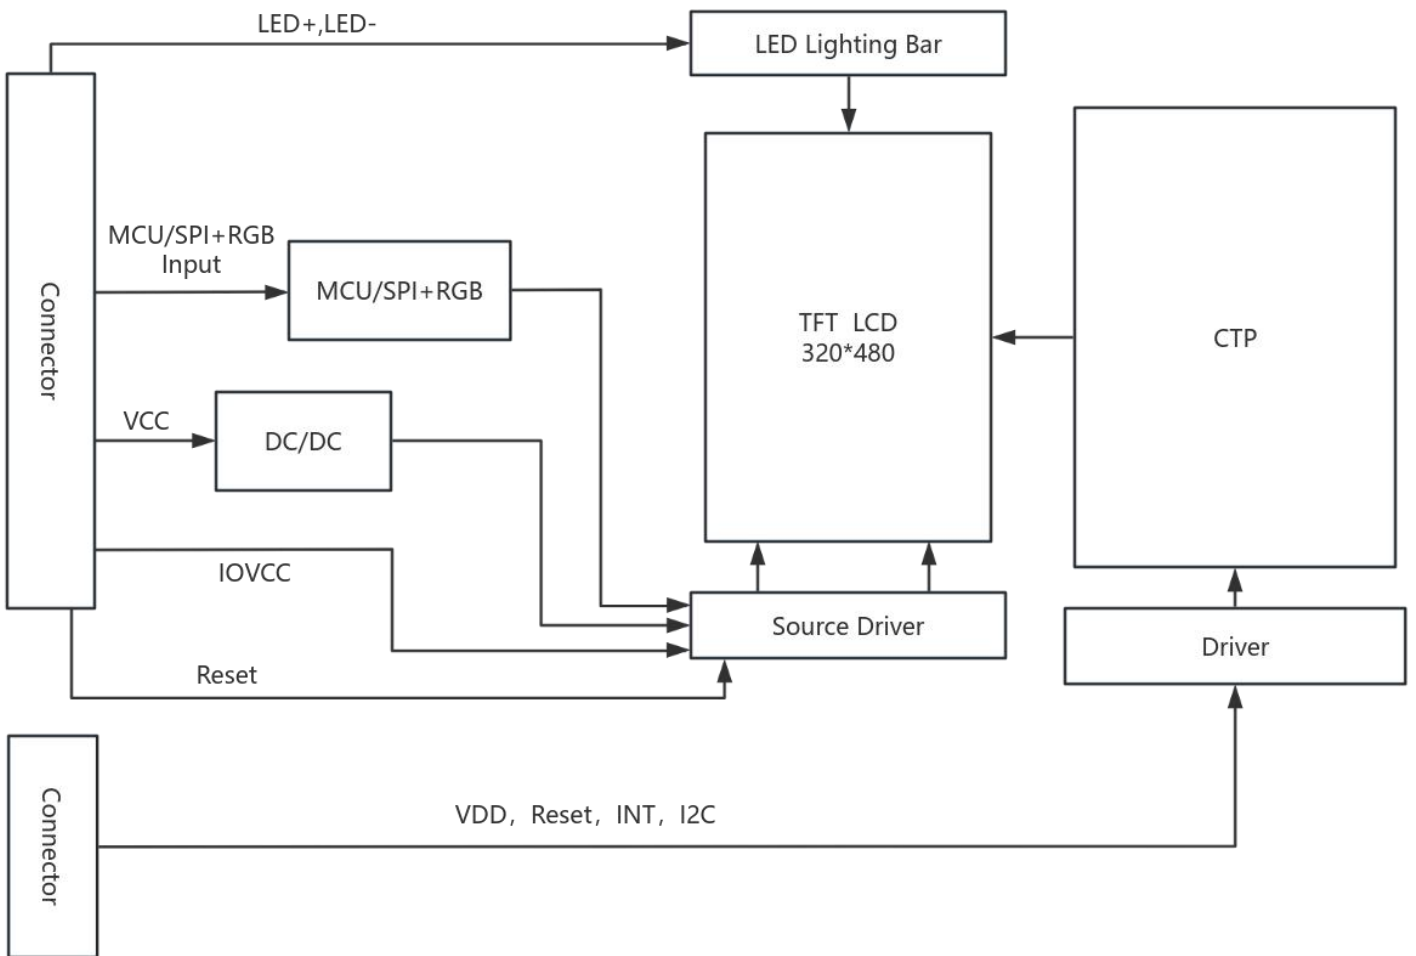 LED+,LED-
LED Lighting Bar
MCU/SPI+RGB
Input
MCU/SPI+RGB
Connector
TFT LCD
320*480
CTP
VCC
DC/DC
IOVCC
Source Driver
Driver
Reset
Connector
VDD，Reset，INT，I2C